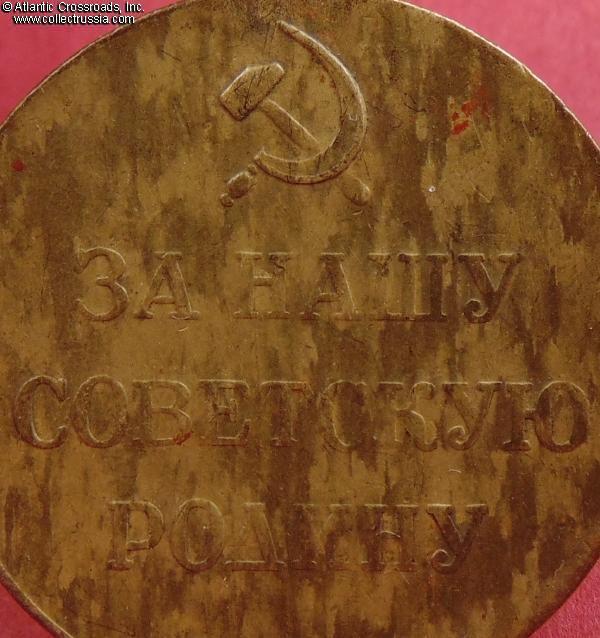 © Atlantic Crossroads, Inc.
www.collectrussia.com
ЗА НАШУ
СОВЕТСКУЮ
РОДИНУ